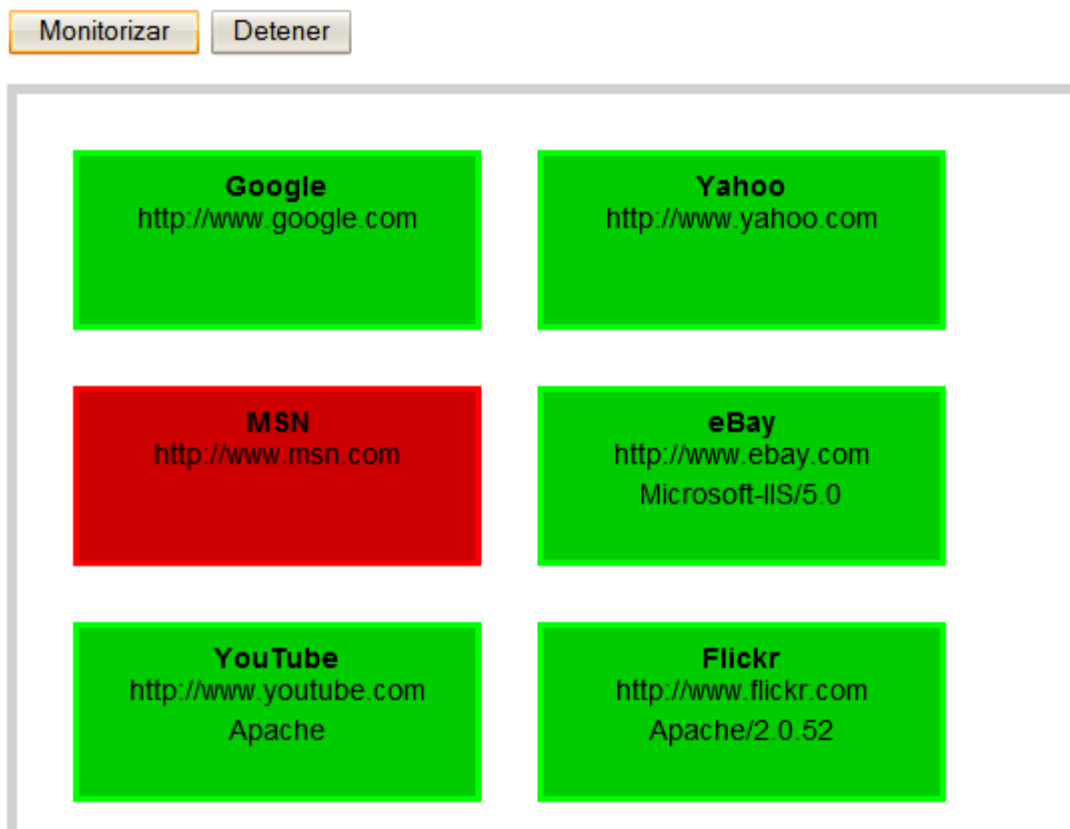 Monitorizar Detener
Google
http://www.google.com
Yahoo
http://www.yahoo.com
MSN
http://www.msn.com
eBay
http://www.ebay.com
Microsoft-IIS/5.0
YouTube
http://www.youtube.com
Apache
Flickr
http://www.flickr.com
Apache/2.0.52